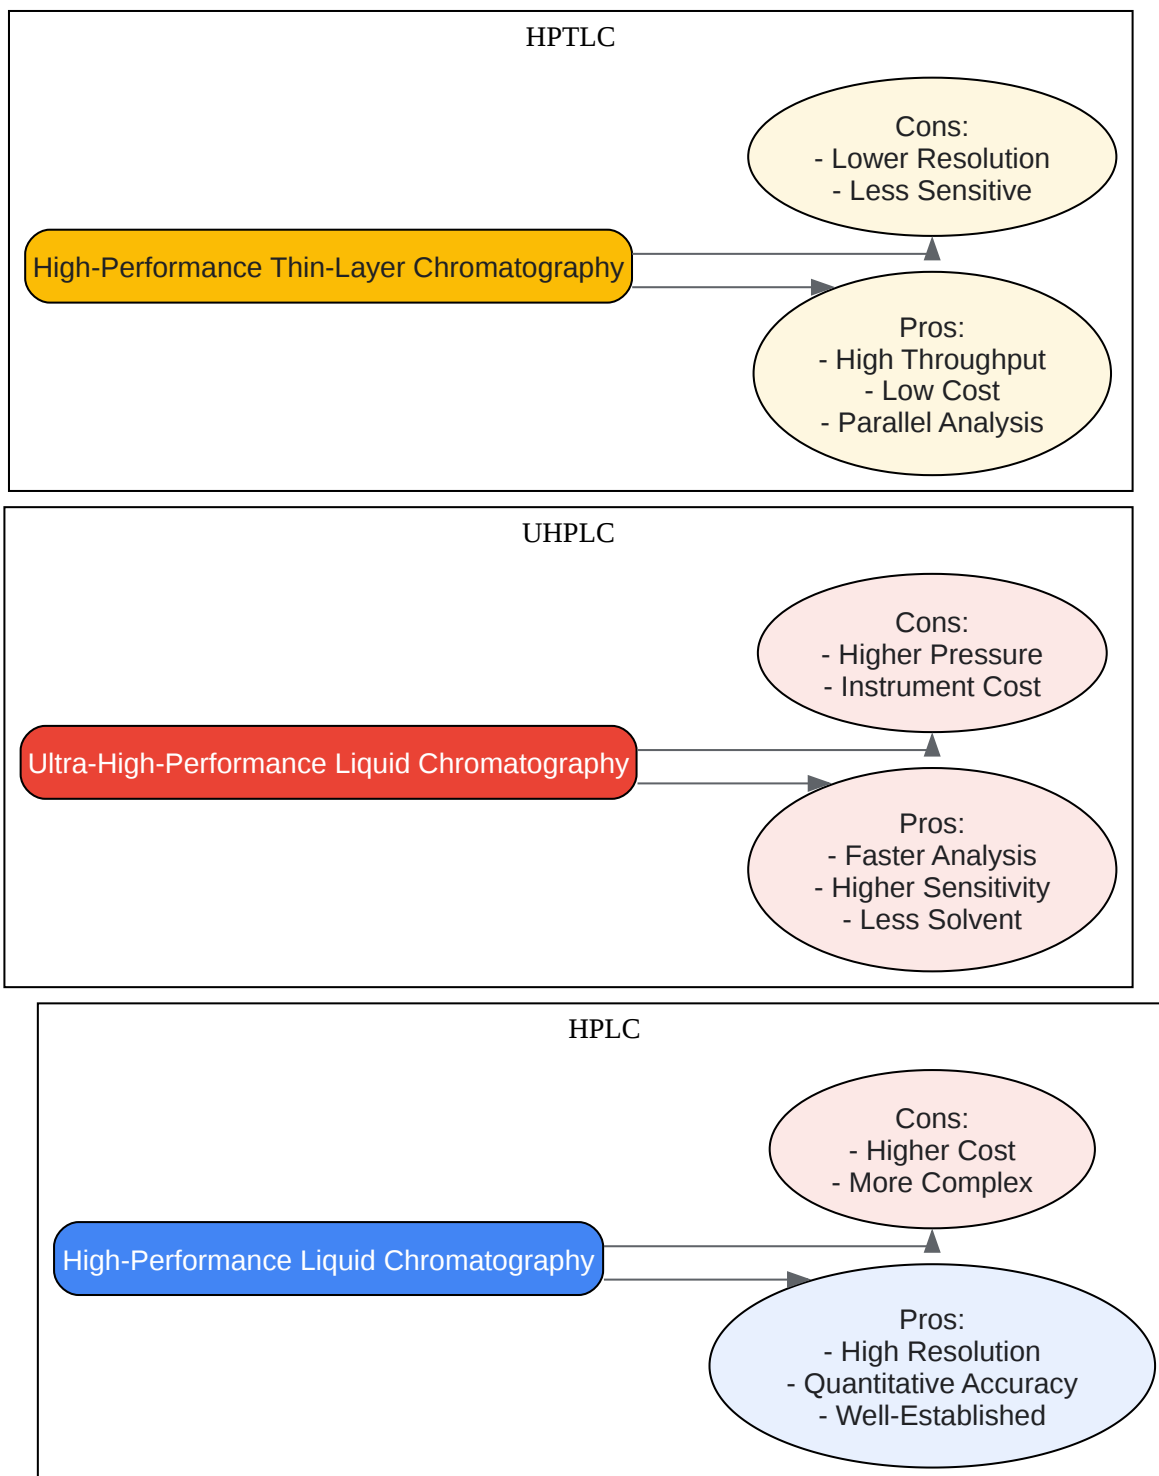 HPTLC
Cons:
- Lower Resolution
- Less Sensitive
High-Performance Thin-Layer Chromatography
Pros:
- High Throughput
- Low Cost
- Parallel Analysis
UHPLC
Cons:
- Higher Pressure
- Instrument Cost
Ultra-High-Performance Liquid Chromatography
Pros:
- Faster Analysis
- Higher Sensitivity
- Less Solvent
HPLC
Cons:
- Higher Cost
- More Complex
High-Performance Liquid Chromatography
Pros:
- High Resolution
- Quantitative Accuracy
- Well-Established